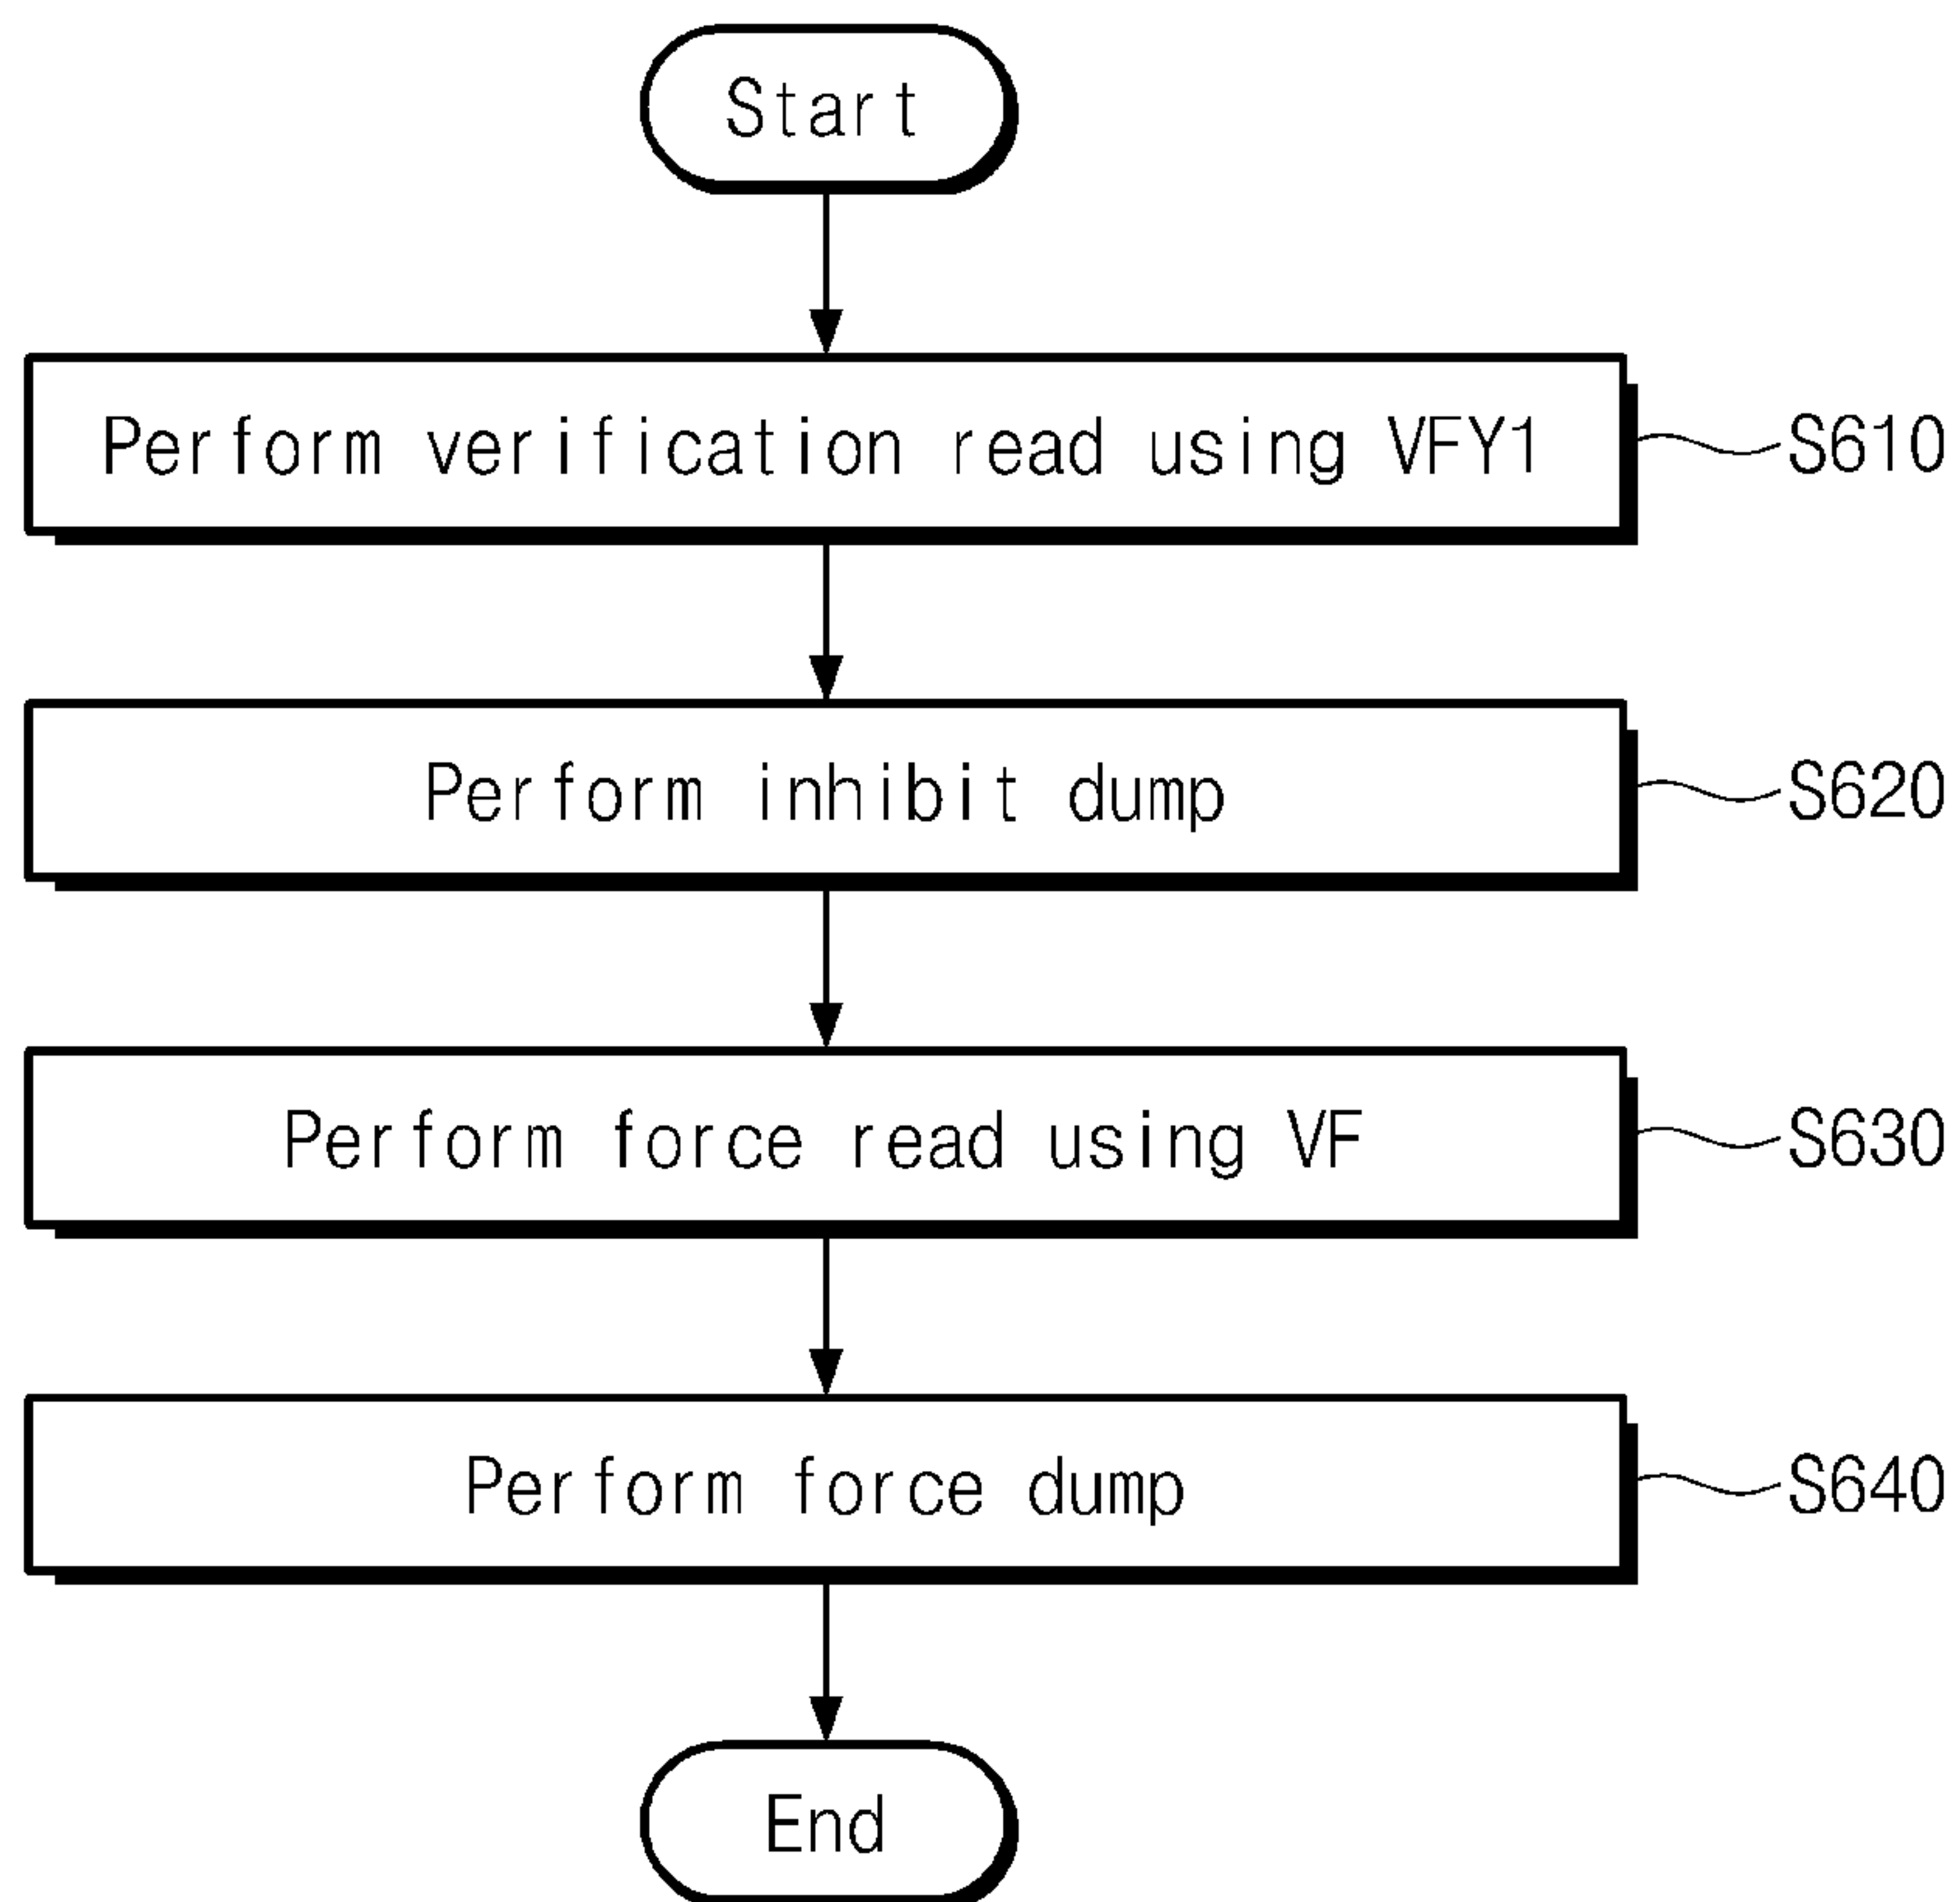 Start
Perform verification read using VFY1
S610
Perform inhibit dump
S620
Perform force read using VF
S630
Perform force dump
S640
End